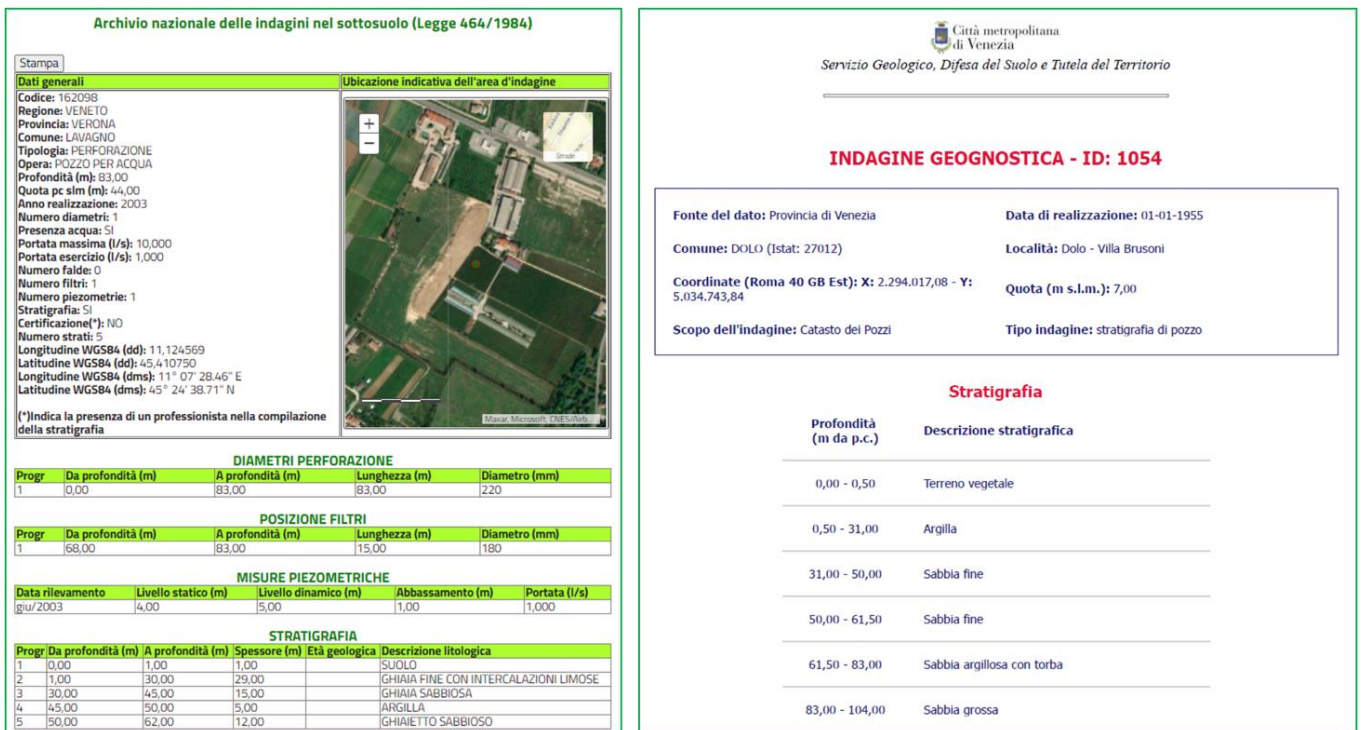 Archivio nazionale delle indagini nel sottosuolo (Legge 464/1984)
Stampa
Dati generali
Ubicazione indicativa dell'area d'indagine
Codice: 162098
Regione: VENETO
Provincia: VERONA
Comune: LAVAGNO
Tipologia: PERFORAZIONE
Opera: POZZO PER ACQUA
Profondità (m): 83,00
Quota pc slm (m): 44,00
Anno realizzazione: 2003
Numero diametri: 1
Presenza acqua: SI
Portata massima (l/s): 10,000
Portata esercizio (l/s): 1,000
Numero falde: 0
Numero filtri: 1
Numero piezometrie: 1
Stratigrafia: SI
Certificazione(*): NO
Numero strati: 5
Longitudine WGS84 (dd): 11,124569
Latitudine WGS84 (dd): 45,410750
Longitudine WGS84 (dms): 11° 07' 28.46" E
Latitudine WGS84 (dms): 45° 24' 38.71" N
(*)Indica la presenza di un professionista nella compilazione
della stratigrafia
+
−
Strade
Maxar, Microsoft, CNES/Airb...
DIAMETRI PERFORAZIONE
Progr Da profondità (m) A profondità (m) Lunghezza (m) Diametro (mm)
1 0,00 83,00 83,00 220
POSIZIONE FILTRI
Progr Da profondità (m) A profondità (m) Lunghezza (m) Diametro (mm)
1 68,00 83,00 15,00 180
MISURE PIEZOMETRICHE
Data rilevamento Livello statico (m) Livello dinamico (m) Abbassamento (m) Portata (l/s)
giu/2003 4,00 5,00 1,00 1,000
STRATIGRAFIA
Progr Da profondità (m) A profondità (m) Spessore (m) Età geologica Descrizione litologica
1 0,00 1,00 1,00 SUOLO
2 1,00 30,00 29,00 GHIAIA FINE CON INTERCALAZIONI LIMOSE
3 30,00 45,00 15,00 GHIAIA SABBIOSA
4 45,00 50,00 5,00 ARGILLA
5 50,00 62,00 12,00 GHIAIETTO SABBIOSO
Città metropolitana
di Venezia
Servizio Geologico, Difesa del Suolo e Tutela del Territorio
INDAGINE GEOGNOSTICA - ID: 1054
Fonte del dato: Provincia di Venezia
Data di realizzazione: 01-01-1955
Comune: DOLO (Istat: 27012)
Località: Dolo - Villa Brusoni
Coordinate (Roma 40 GB Est): X: 2.294.017,08 - Y:
5.034.743,84
Quota (m s.l.m.): 7,00
Scopo dell'indagine: Catasto dei Pozzi
Tipo indagine: stratigrafia di pozzo
Stratigrafia
Profondità
(m da p.c.)
Descrizione stratigrafica
0,00 - 0,50 Terreno vegetale
0,50 - 31,00 Argilla
31,00 - 50,00 Sabbia fine
50,00 - 61,50 Sabbia fine
61,50 - 83,00 Sabbia argillosa con torba
83,00 - 104,00 Sabbia grossa